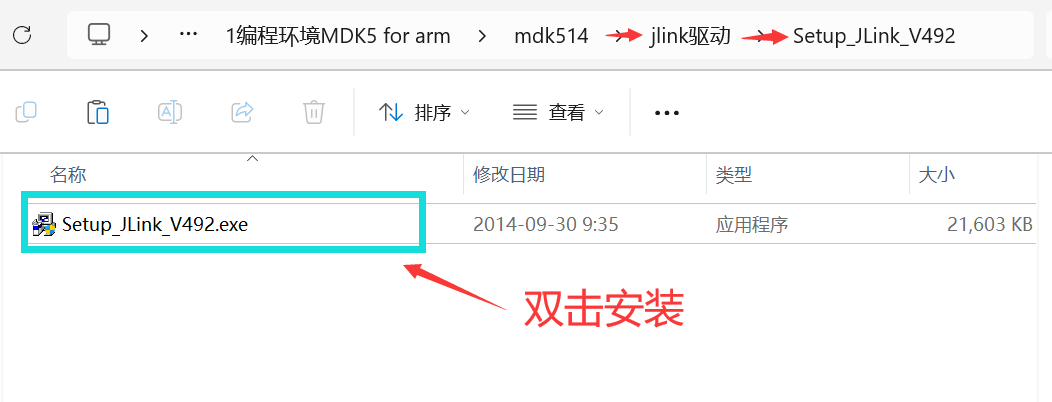 1编程环境MDK5 for arm > mdk514 > jlink驱动 > Setup_JLink_V492
排序 查看
名称 修改日期 类型 大小
Setup_JLink_V492.exe 2014-09-30 9:35 应用程序 21,603 KB
双击安装